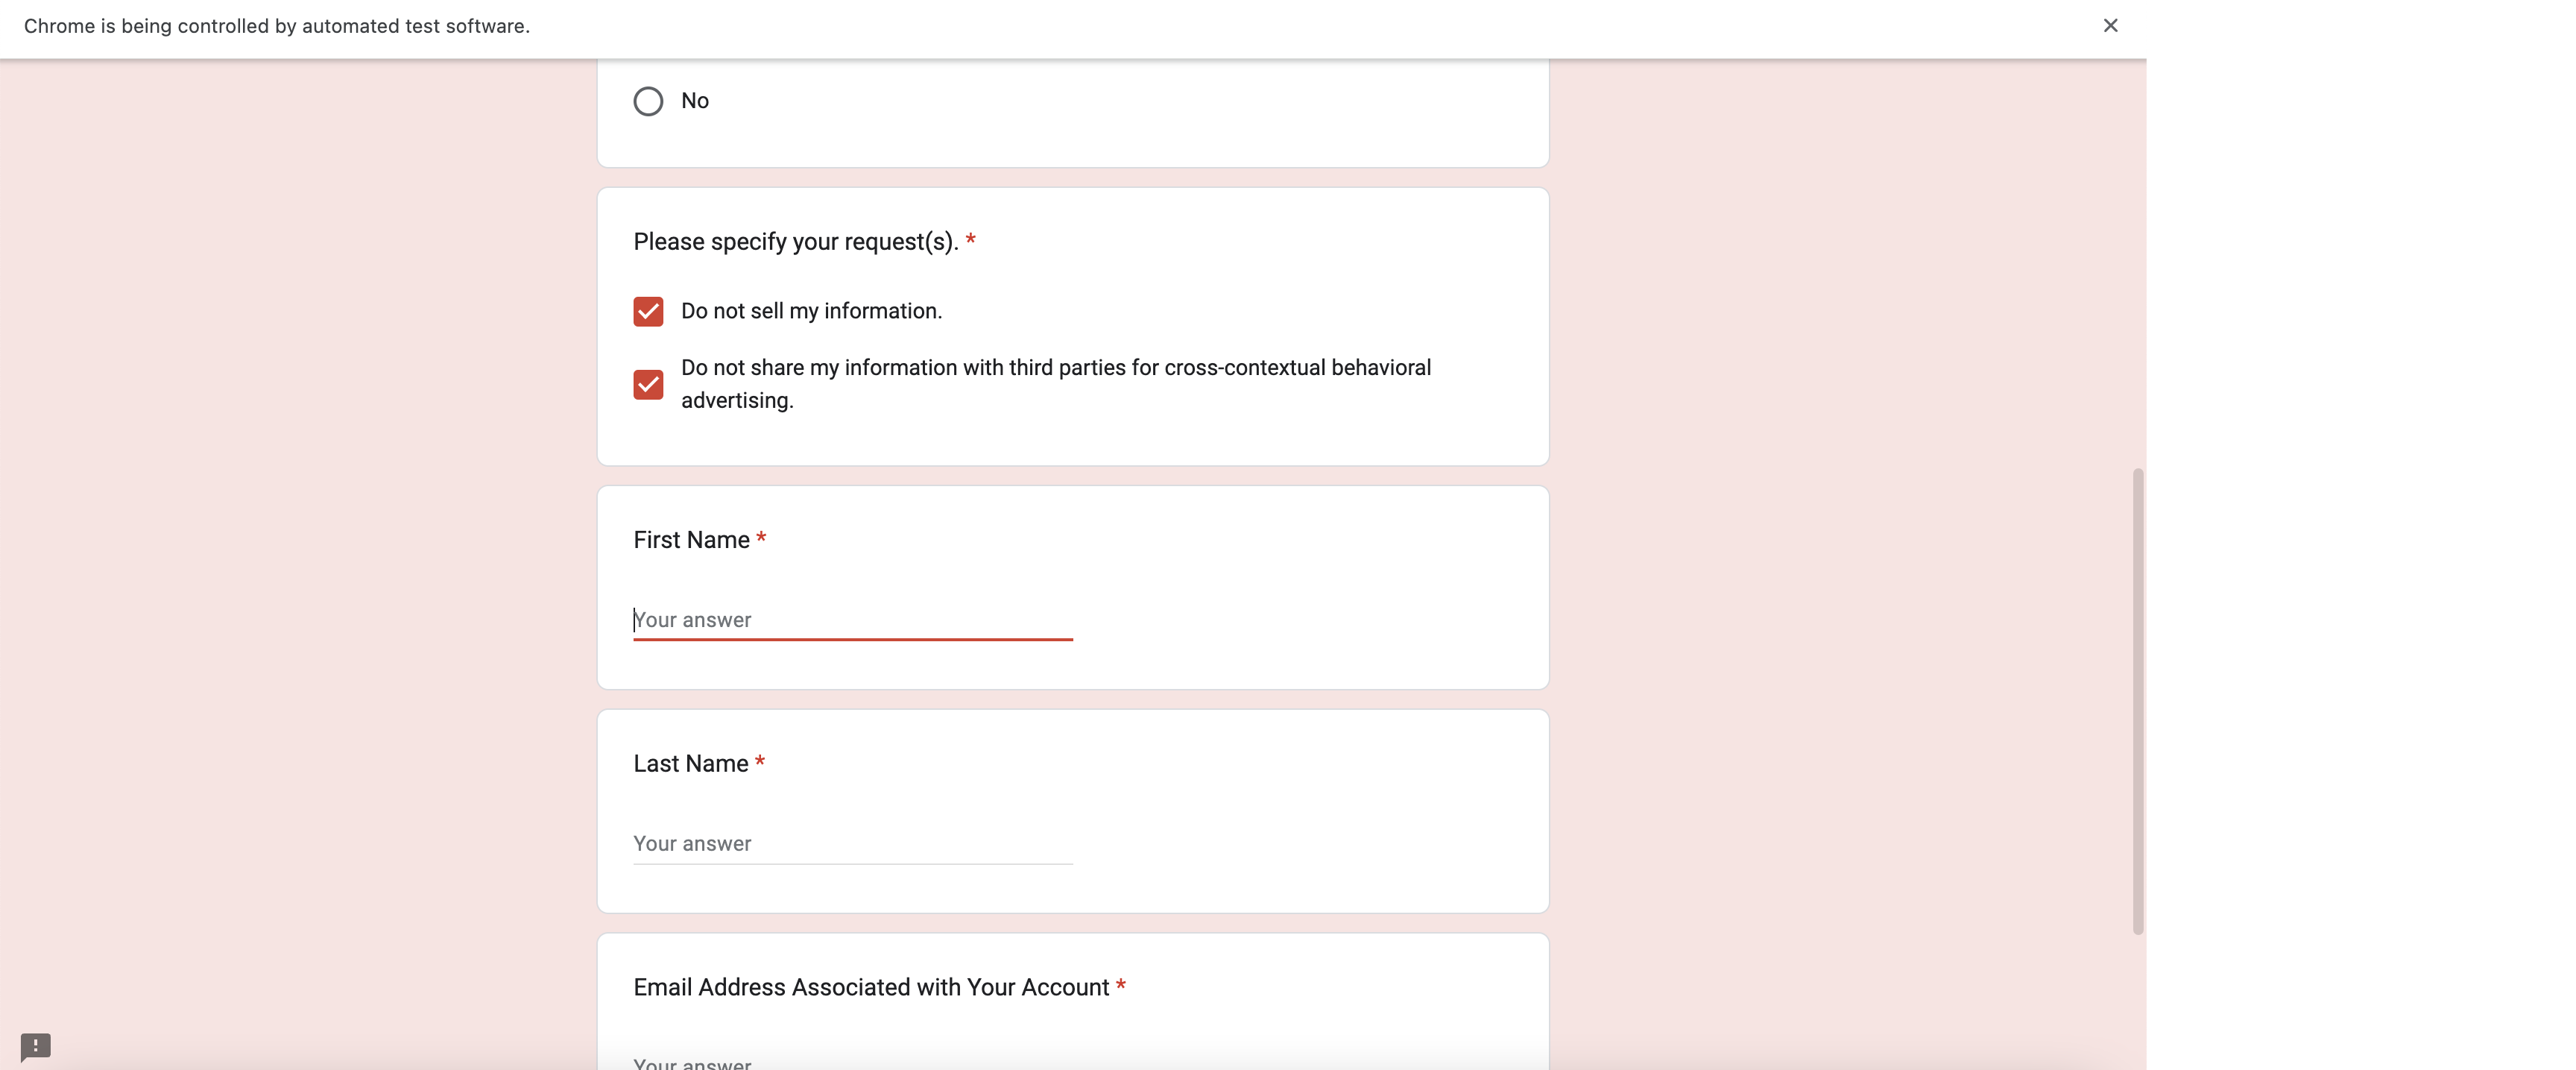 Chrome is being controlled by automated test software.
No
Please specify your request(s). *
Do not sell my information.
Do not share my information with third parties for cross-contextual behavioral
advertising.
First Name *
Your answer
Last Name *
Your answer
Email Address Associated with Your Account *
Your answer